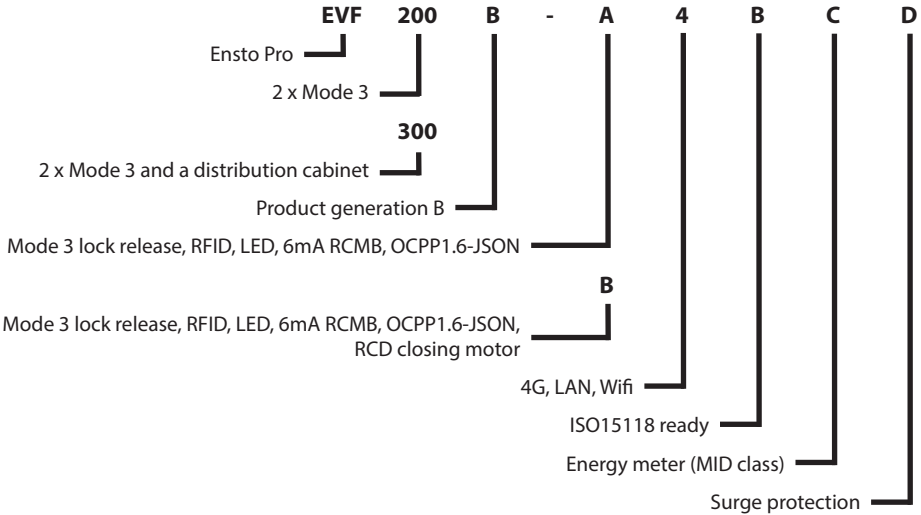 EVF 200 B - A 4 B C D
Ensto Pro
2 x Mode 3
300
2 x Mode 3 and a distribution cabinet
Product generation B
Mode 3 lock release, RFID, LED, 6mA RCMB, OCPP1.6-JSON
B
Mode 3 lock release, RFID, LED, 6mA RCMB, OCPP1.6-JSON,
RCD closing motor
4G, LAN, Wifi
ISO15118 ready
Energy meter (MID class)
Surge protection